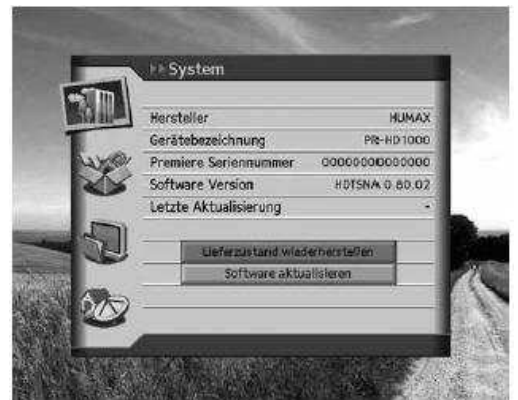 System
Hersteller HUMAX
Gerätebezeichnung PR-HD1000
Premiere Seriennummer 00000000000000
Software Version HDTSNA 0.80.02
Letzte Aktualisierung -
Lieferzustand wiederherstellen
Software aktualisieren